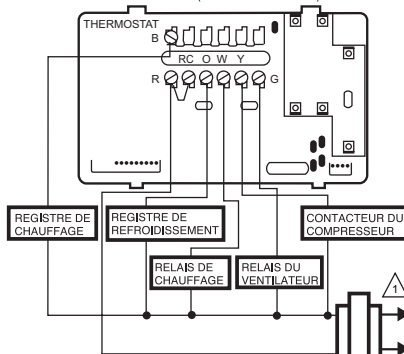 THERMOSTAT
B
RC O W Y
R
G
REGISTRE DE
CHAUFFAGE
REGISTRE DE
REFROIDISSEMENT
CONTACTEUR DU
COMPRESSEUR
RELAIS DE
CHAUFFAGE
RELAIS DU
VENTILATEUR
1